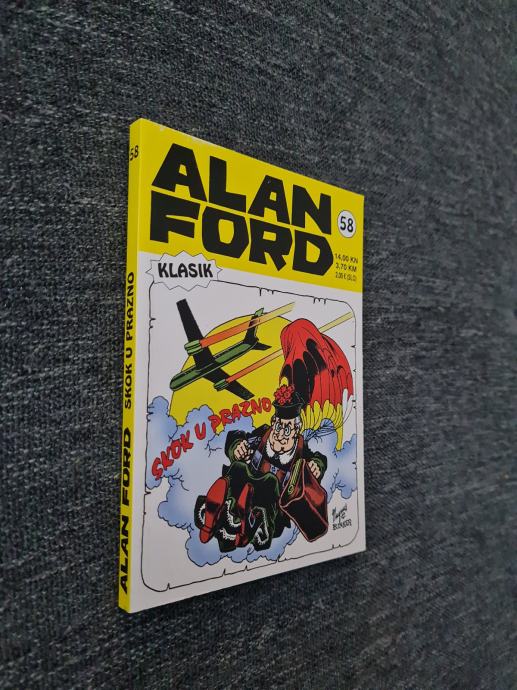 ALAN
FORD
58
14,00 KN
3,70 KM
KLASIK
SKOK U PRAZNO
58
ALAN FORD SKOK U PRAZNO